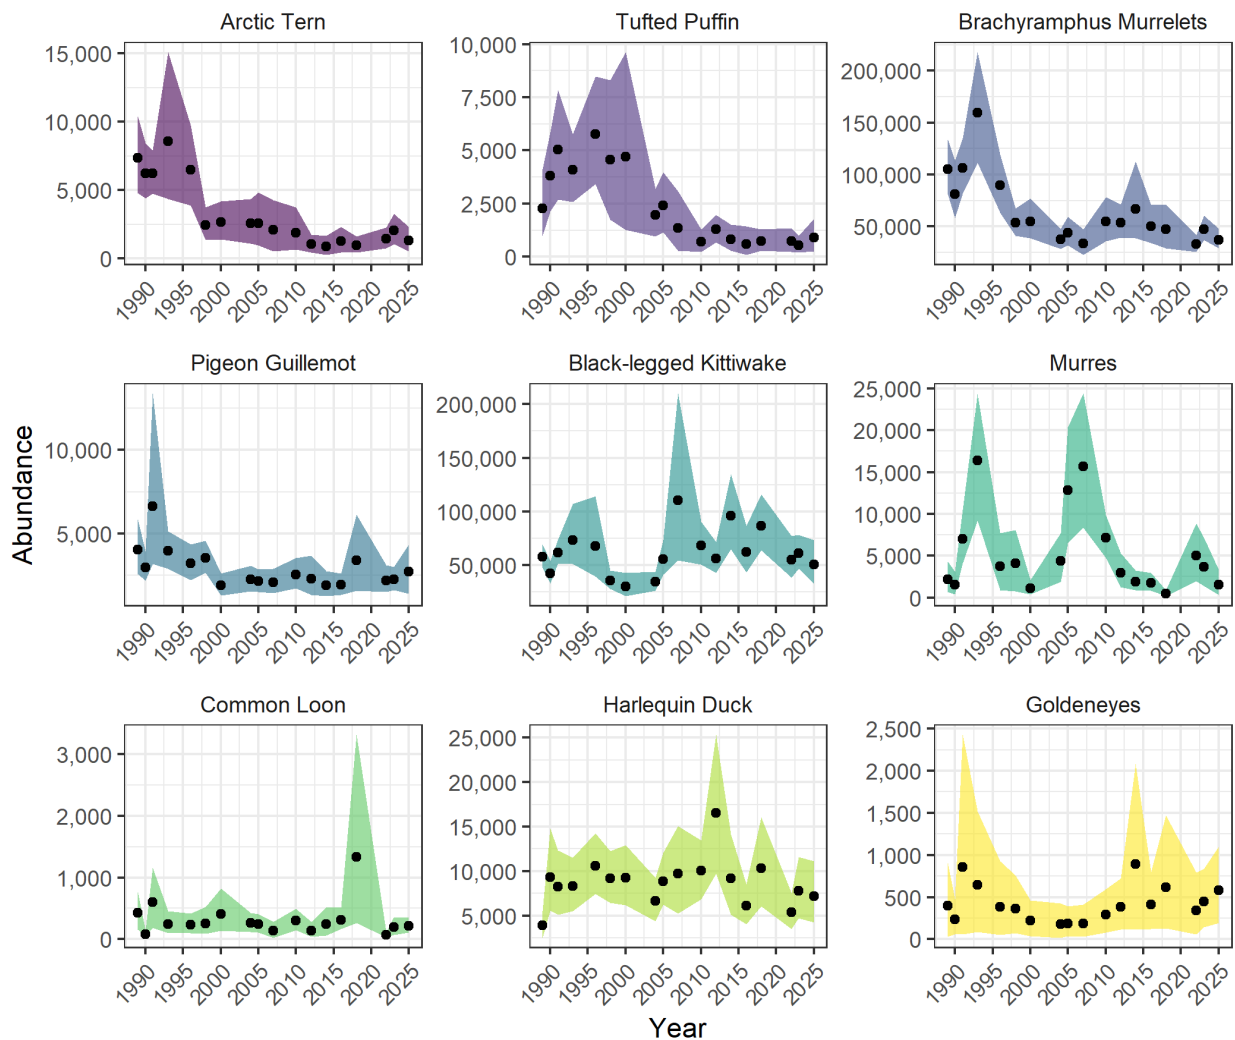 Arctic Tern
Tufted Puffin
Brachyramphus Murrelets
15,000
10,000
5,000
0
10,000
7,500
5,000
2,500
0
200,000
150,000
100,000
50,000
1990 1995 2000 2005 2010 2015 2020 2025
1990 1995 2000 2005 2010 2015 2020 2025
1990 1995 2000 2005 2010 2015 2020 2025
Pigeon Guillemot
Black-legged Kittiwake
Murres
Abundance
10,000
5,000
200,000
150,000
100,000
50,000
25,000
20,000
15,000
10,000
5,000
0
1990 1995 2000 2005 2010 2015 2020 2025
1990 1995 2000 2005 2010 2015 2020 2025
1990 1995 2000 2005 2010 2015 2020 2025
Common Loon
Harlequin Duck
Goldeneyes
3,000
2,000
1,000
0
25,000
20,000
15,000
10,000
5,000
2,500
2,000
1,500
1,000
500
0
1990 1995 2000 2005 2010 2015 2020 2025
1990 1995 2000 2005 2010 2015 2020 2025
1990 1995 2000 2005 2010 2015 2020 2025
Year